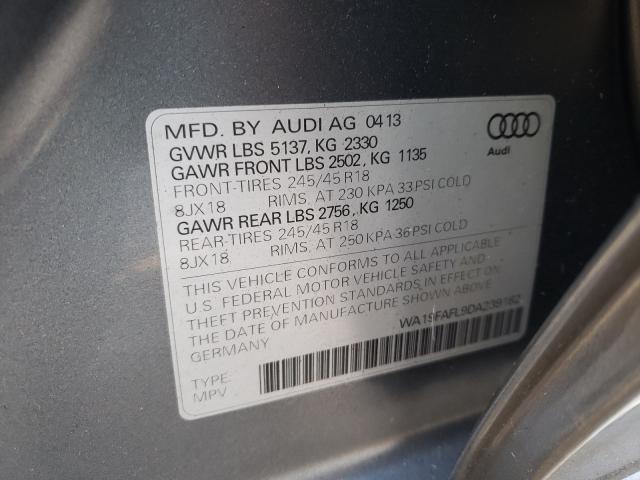 MFD. BY AUDI AG 04 13
GVWR LBS 5137, KG 2330
GAWR FRONT LBS 2502, KG 1135
FRONT-TIRES 245/45 R18
8JX18 RIMS, AT 230 KPA 33 PSI COLD
GAWR REAR LBS 2756, KG 1250
REAR-TIRES 245/45 R18
8JX18 RIMS, AT 250 KPA 36 PSI COLD
Audi
THIS VEHICLE CONFORMS TO ALL APPLICABLE
U.S. FEDERAL MOTOR VEHICLE SAFETY AND
THEFT PREVENTION STANDARDS IN EFFECT ON
THE DATE OF MANUFACTURE SHOWN ABOVE
GERMANY
WA19FAFL9DA239182
TYPE:
MPV